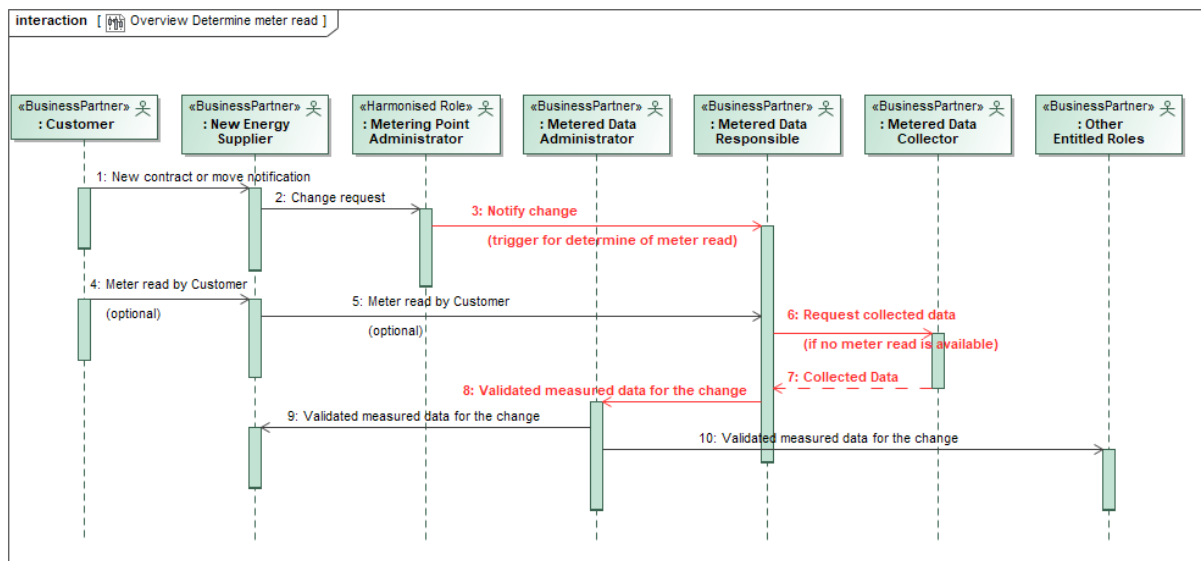 interaction [ Overview Determine meter read ]
«BusinessPartner»
: Customer
«BusinessPartner»
: New Energy
Supplier
«Harmonised Role»
: Metering Point
Administrator
«BusinessPartner»
: Metered Data
Administrator
«BusinessPartner»
: Metered Data
Responsible
«BusinessPartner»
: Metered Data
Collector
«BusinessPartner»
: Other
Entitled Roles
1: New contract or move notification
2: Change request
3: Notify change
(trigger for determine of meter read)
4: Meter read by Customer
(optional)
5: Meter read by Customer
(optional)
6: Request collected data
(if no meter read is available)
7: Collected Data
8: Validated measured data for the change
9: Validated measured data for the change
10: Validated measured data for the change